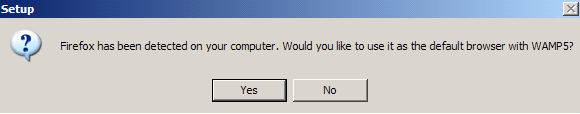 Setup
Firefox has been detected on your computer. Would you like to use it as the default browser with WAMP5?
Yes
No